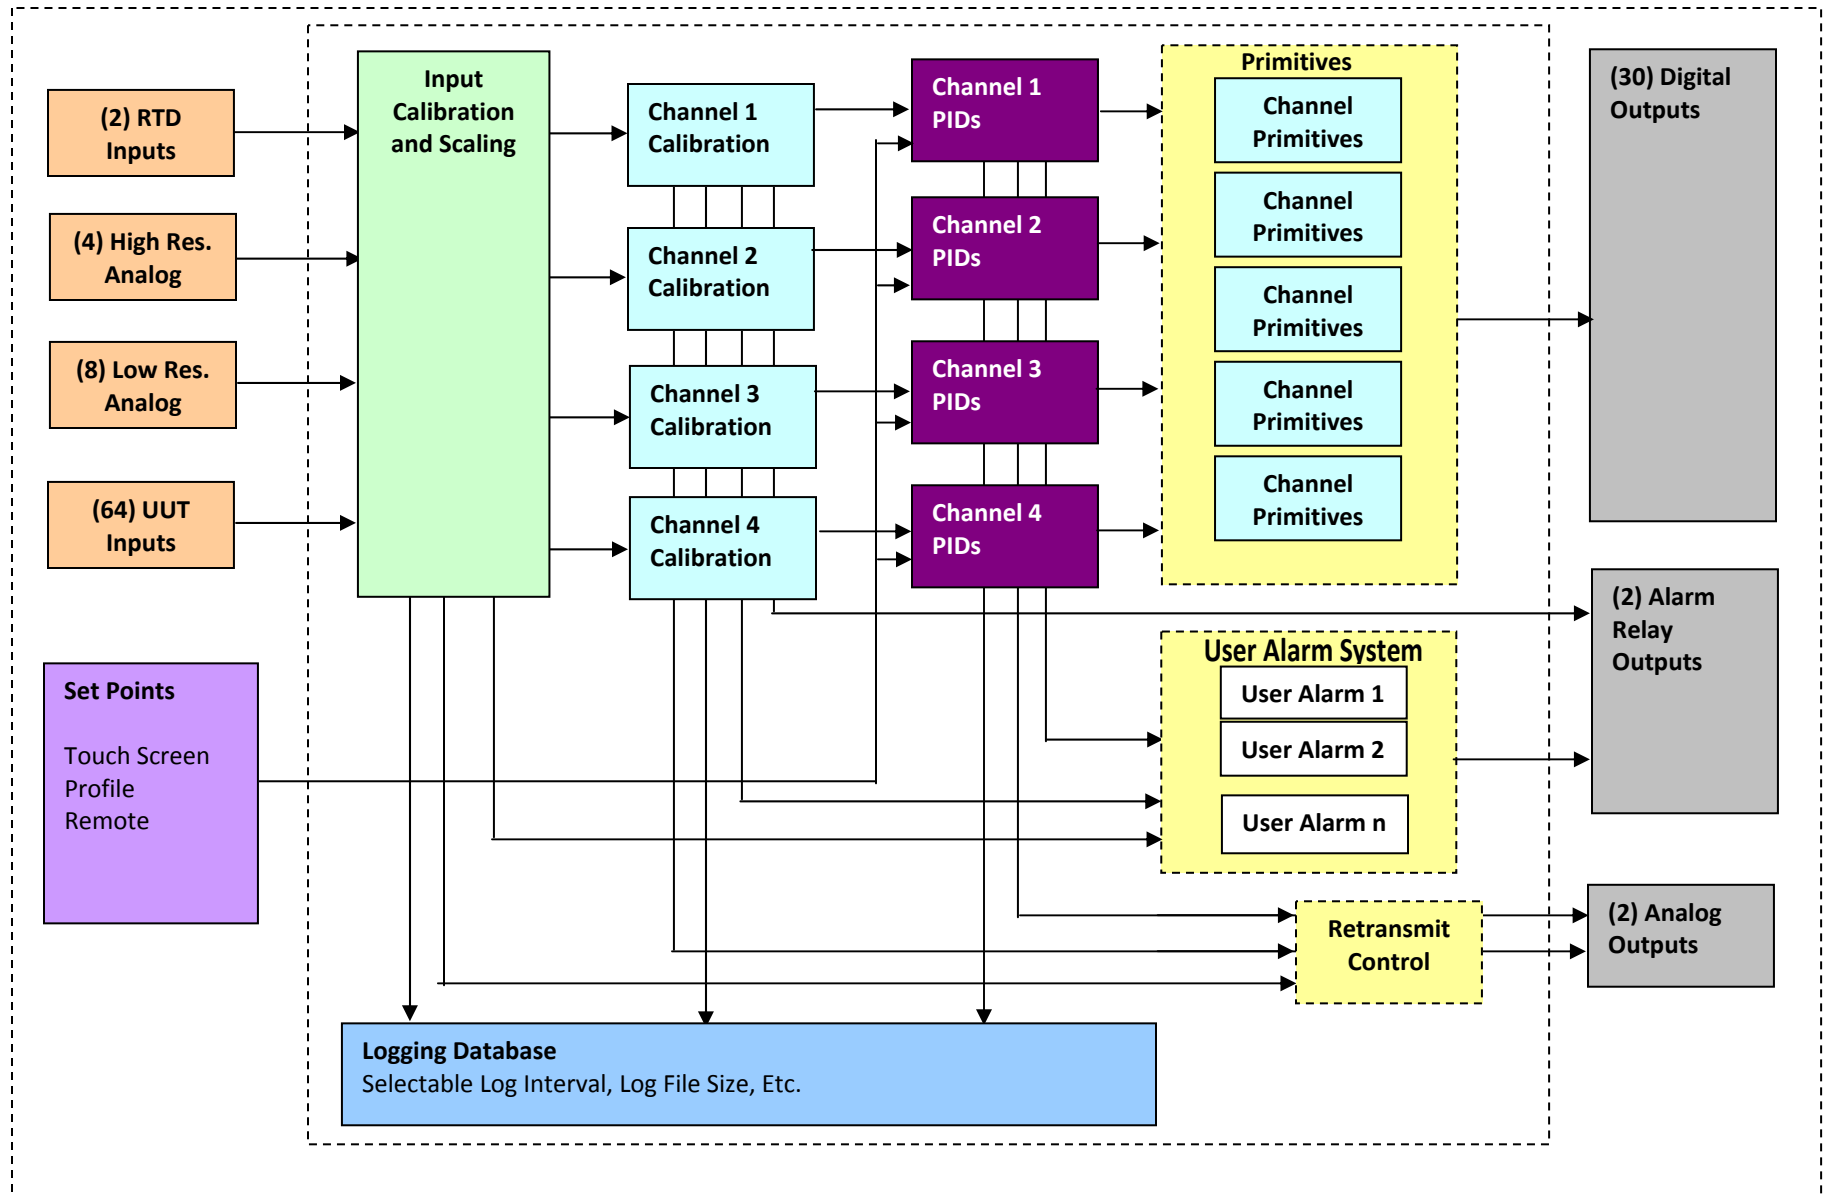 (2) RTD
Inputs
(4) High Res.
Analog
(8) Low Res.
Analog
(64) UUT
Inputs
Set Points
Touch Screen
Profile
Remote
Input
Calibration
and Scaling
Channel 1
Calibration
Channel 2
Calibration
Channel 3
Calibration
Channel 4
Calibration
Channel 1
PIDs
Channel 2
PIDs
Channel 3
PIDs
Channel 4
PIDs
Primitives
Channel
Primitives
Channel
Primitives
Channel
Primitives
Channel
Primitives
Channel
Primitives
User Alarm System
User Alarm 1
User Alarm 2
User Alarm n
Retransmit
Control
(30) Digital
Outputs
(2) Alarm
Relay
Outputs
(2) Analog
Outputs
Logging Database
Selectable Log Interval, Log File Size, Etc.